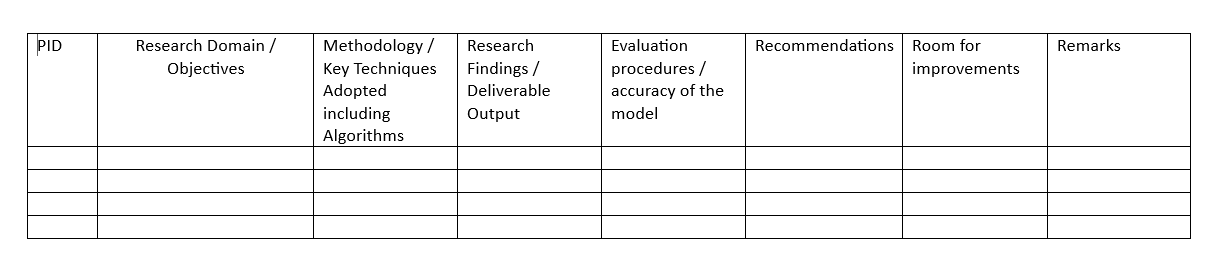 PID
Research Domain /
Objectives
Methodology /
Key Techniques
Adopted
including
Algorithms
Research
Findings /
Deliverable
Output
Evaluation
procedures /
accuracy of the
model
Recommendations
Room for
improvements
Remarks